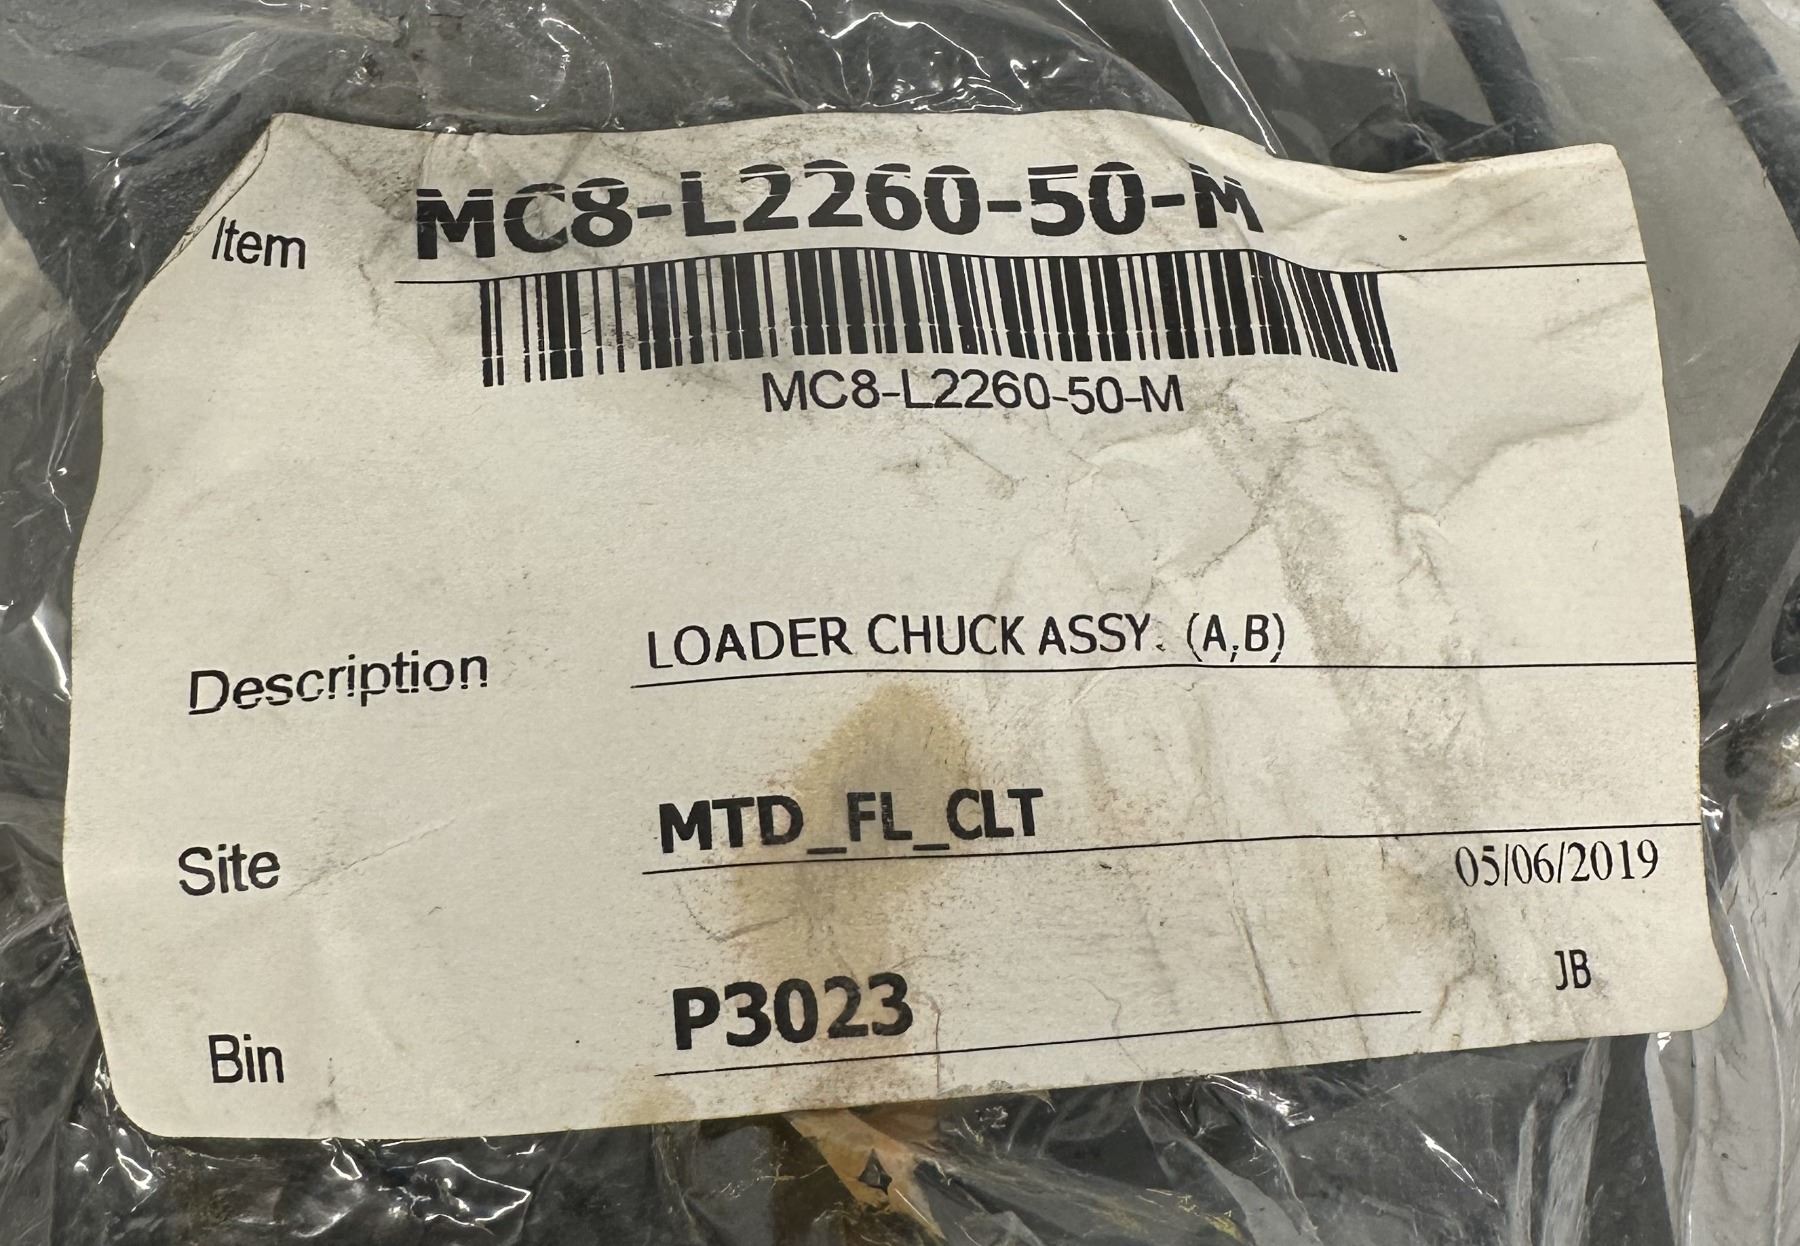 Item MC8-L2260-50-M
MC8-L2260-50-M
Description LOADER CHUCK ASSY. (A,B)
Site MTD_FL_CLT
05/06/2019
JB
Bin P3023